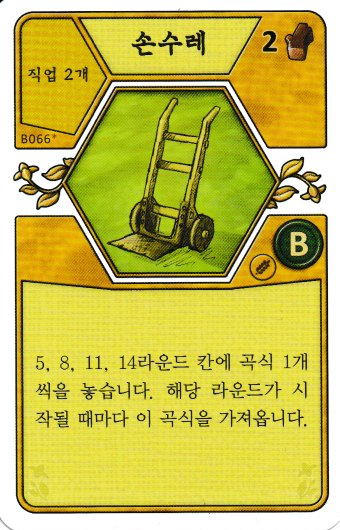 손수레
2
직업 2개
B066*
B
5, 8, 11, 14라운드 칸에 곡식 1개
씩을 놓습니다. 해당 라운드가 시
작될 때마다 이 곡식을 가져옵니다.